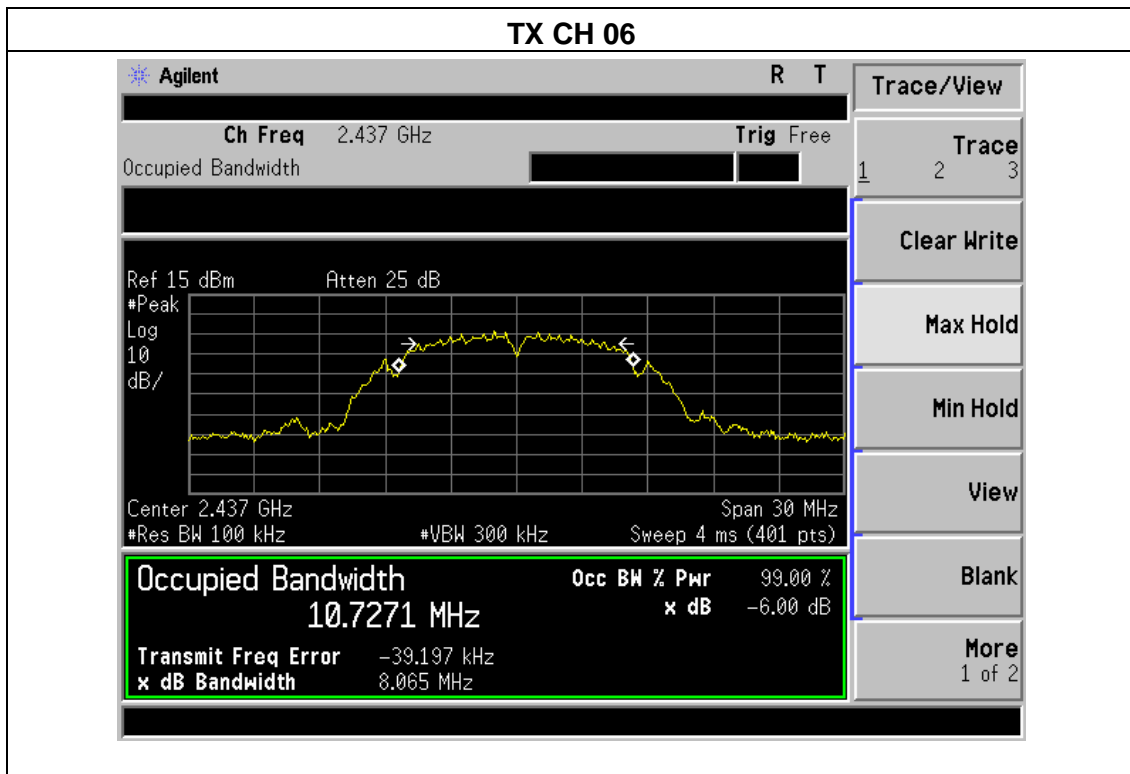 TX CH 06
Agilent R T
Ch Freq 2.437 GHz Trig Free
Occupied Bandwidth
Ref 15 dBm Atten 25 dB
#Peak
Log
10
dB/
Center 2.437 GHz Span 30 MHz
#Res BW 100 kHz #VBW 300 kHz Sweep 4 ms (401 pts)
Occupied Bandwidth Occ BW % Pwr 99.00 %
10.7271 MHz x dB -6.00 dB
Transmit Freq Error -39.197 kHz
x dB Bandwidth 8.065 MHz
Trace/View
Trace
1 2 3
Clear Write
Max Hold
Min Hold
View
Blank
More
1 of 2